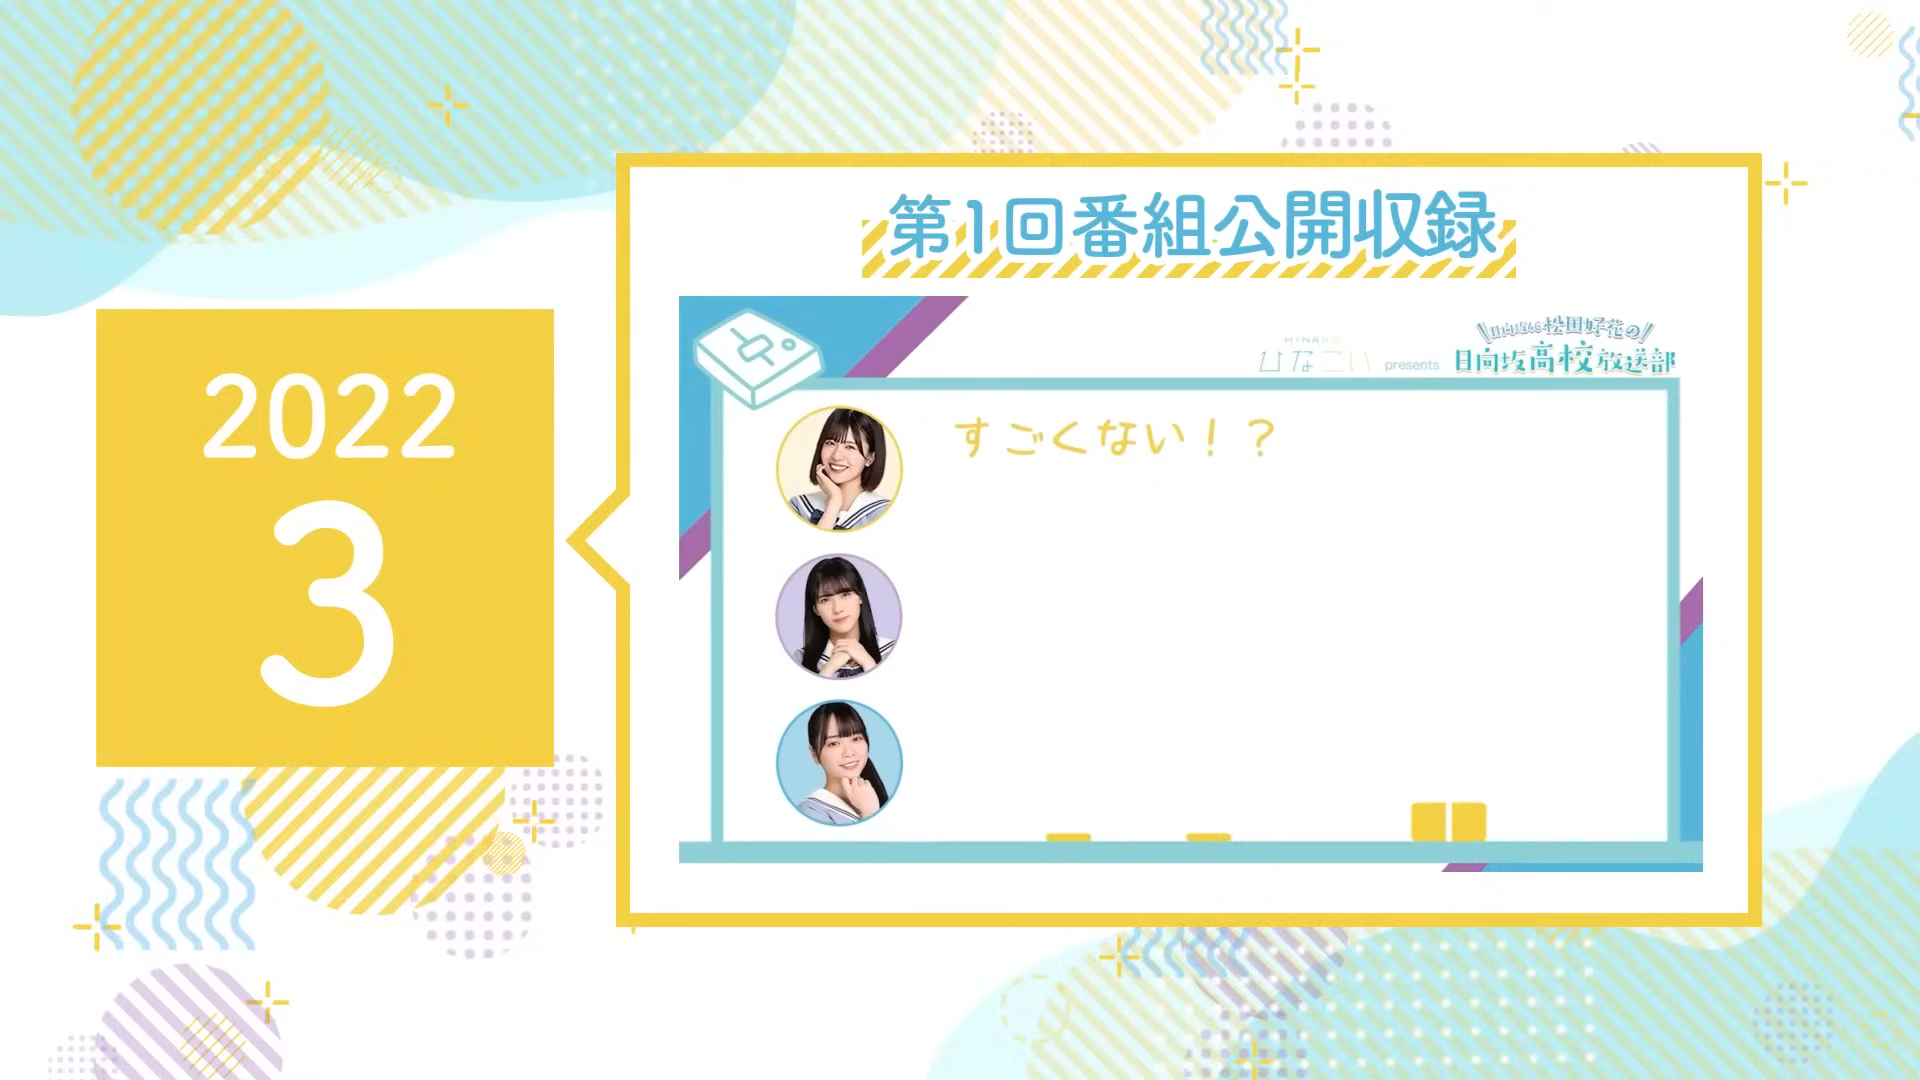 2022
3
第1回番組公開収録
HINAKOI
ひなこい presents
日向坂46松田好花の
日向坂高校放送部
すごくない！？